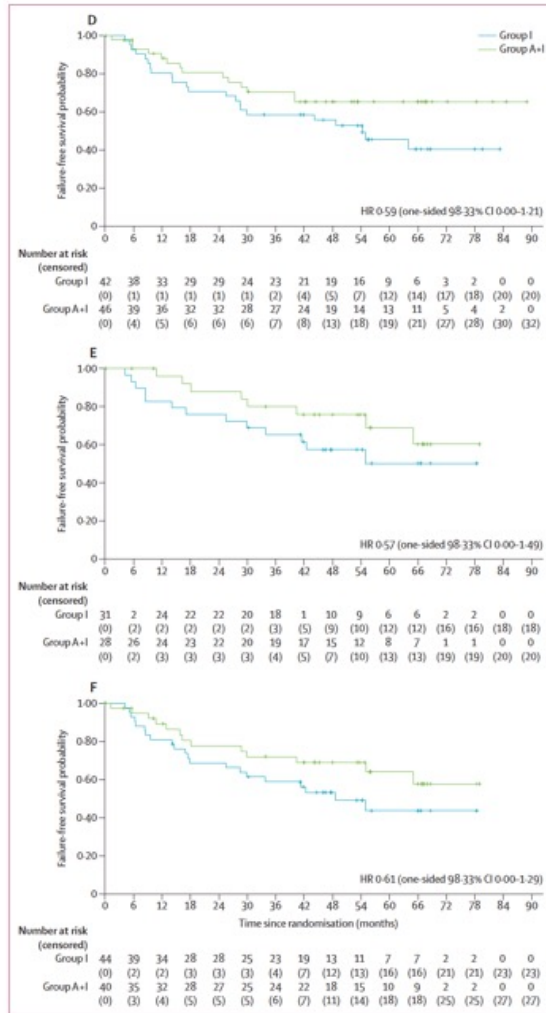 D
Group I
Group A+I
1·00
0·80
0·60
0·40
0·20
0
Failure-free survival probability
HR 0·59 (one-sided 98·33% CI 0·00–1·21)
0 6 12 18 24 30 36 42 48 54 60 66 72 78 84 90
Number at risk
(censored)
Group I 42 38 33 29 29 24 23 21 19 16 9 6 3 2 0 0
(0) (1) (1) (1) (1) (1) (2) (4) (5) (7) (12) (14) (17) (18) (20) (20)
Group A+I 46 39 36 32 32 28 27 24 19 14 13 11 5 4 2 0
(0) (4) (5) (6) (6) (6) (7) (8) (13) (18) (19) (21) (27) (28) (30) (32)
E
1·00
0·80
0·60
0·40
0·20
0
Failure-free survival probability
HR 0·57 (one-sided 98·33% CI 0·00–1·49)
0 6 12 18 24 30 36 42 48 54 60 66 72 78 84 90
Number at risk
(censored)
Group I 31 2 24 22 22 20 18 1 10 9 6 6 2 2 0 0
(0) (2) (2) (2) (2) (2) (3) (5) (9) (10) (12) (12) (16) (16) (18) (18)
Group A+I 28 26 24 23 22 20 19 17 15 12 8 7 1 1 0 0
(0) (2) (3) (3) (3) (3) (4) (5) (7) (10) (13) (13) (19) (19) (20) (20)
F
1·00
0·80
0·60
0·40
0·20
0
Failure-free survival probability
HR 0·61 (one-sided 98·33% CI 0·00–1·29)
0 6 12 18 24 30 36 42 48 54 60 66 72 78 84 90
Time since randomisation (months)
Number at risk
(censored)
Group I 44 39 34 28 28 25 23 19 13 11 7 7 2 2 0 0
(0) (2) (2) (3) (3) (3) (4) (7) (12) (13) (16) (16) (21) (21) (23) (23)
Group A+I 40 35 32 28 27 25 24 22 18 15 10 9 2 2 0 0
(0) (3) (4) (5) (5) (5) (6) (7) (11) (14) (18) (18) (25) (25) (27) (27)